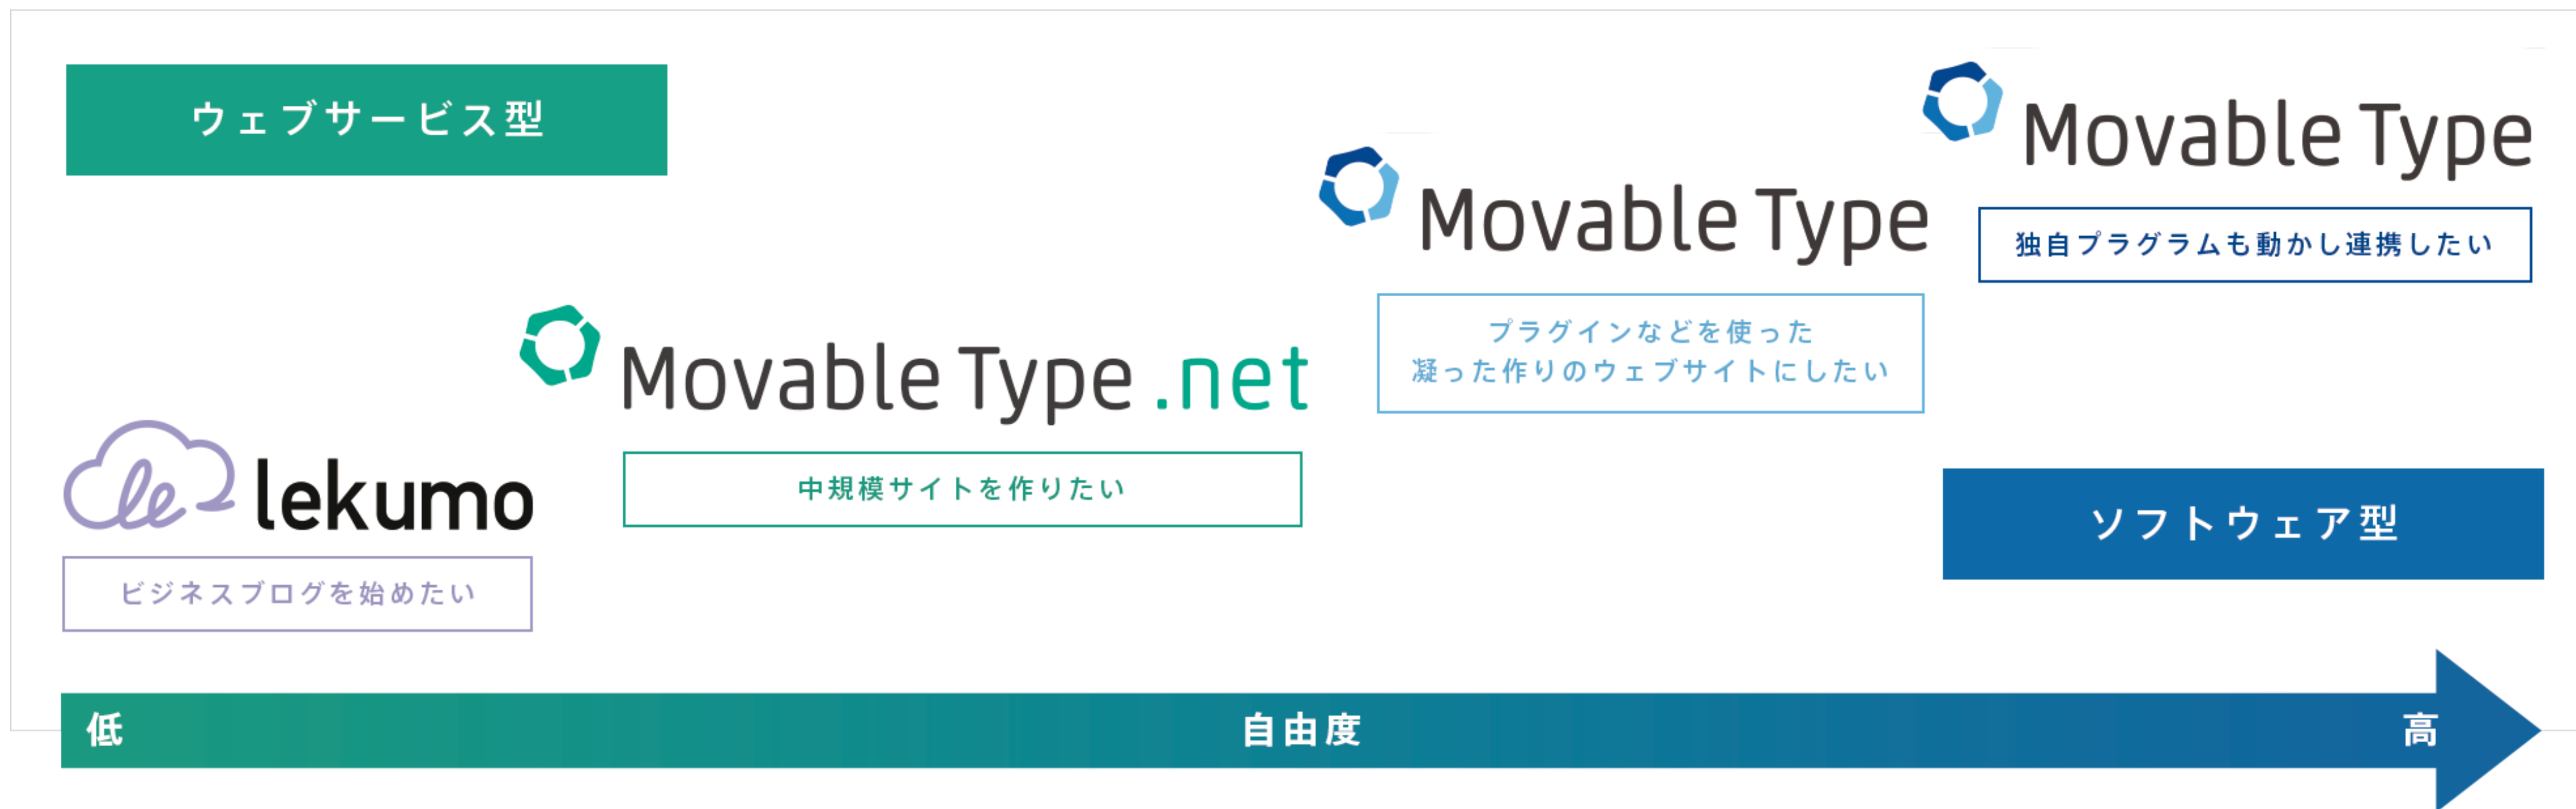 ウェブサービス型
Movable Type
独自プラグラムも動かし連携したい
Movable Type
プラグインなどを使った
凝った作りのウェブサイトにしたい
Movable Type .net
中規模サイトを作りたい
le lekumo
ビジネスブログを始めたい
ソフトウェア型
低 自由度 高